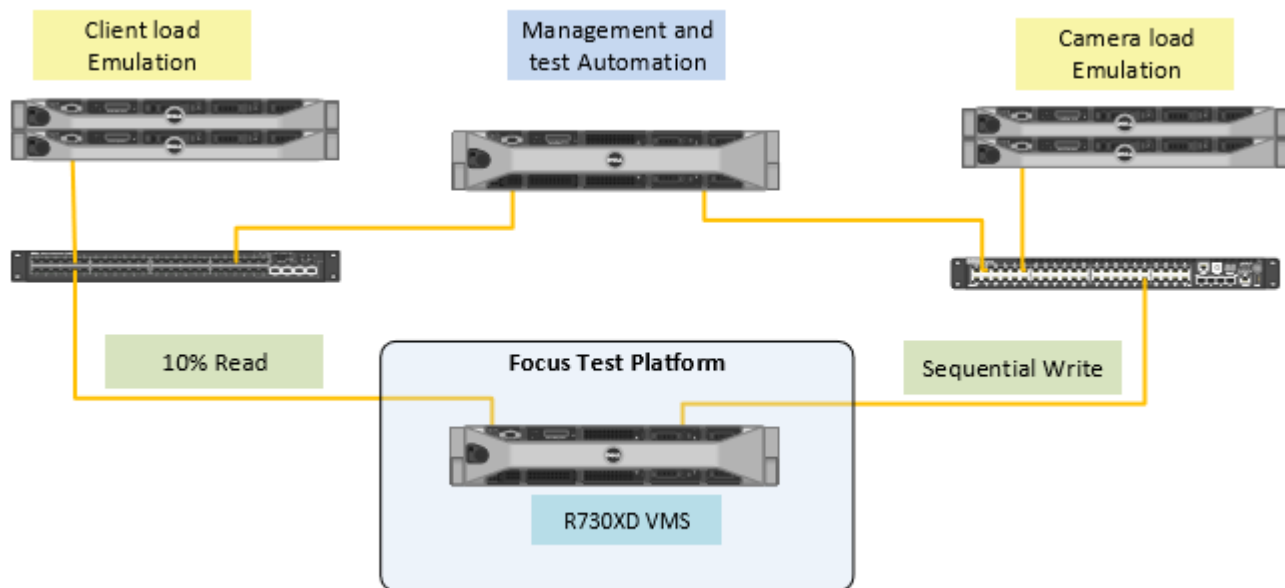 Client load
Emulation
Management and
test Automation
Camera load
Emulation
10% Read
Focus Test Platform
Sequential Write
R730XD VMS